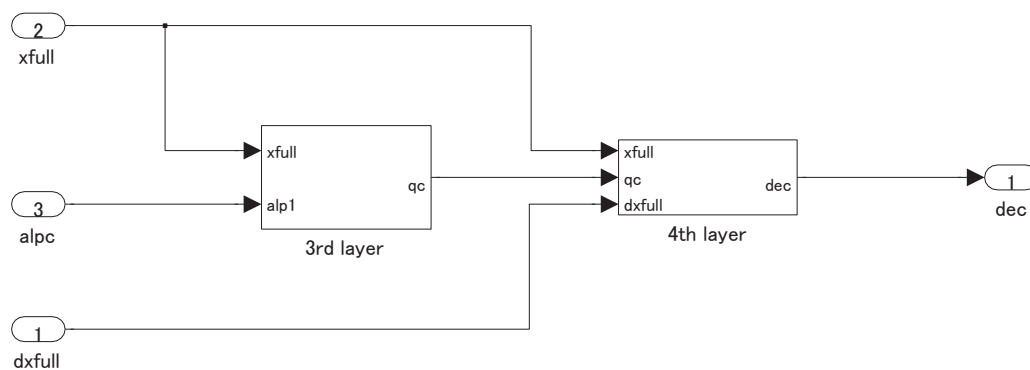 2
xfull
xfull
alp1
qc
3rd layer
xfull
qc
dxfull
dec
4th layer
1
dec
3
alpc
1
dxfull